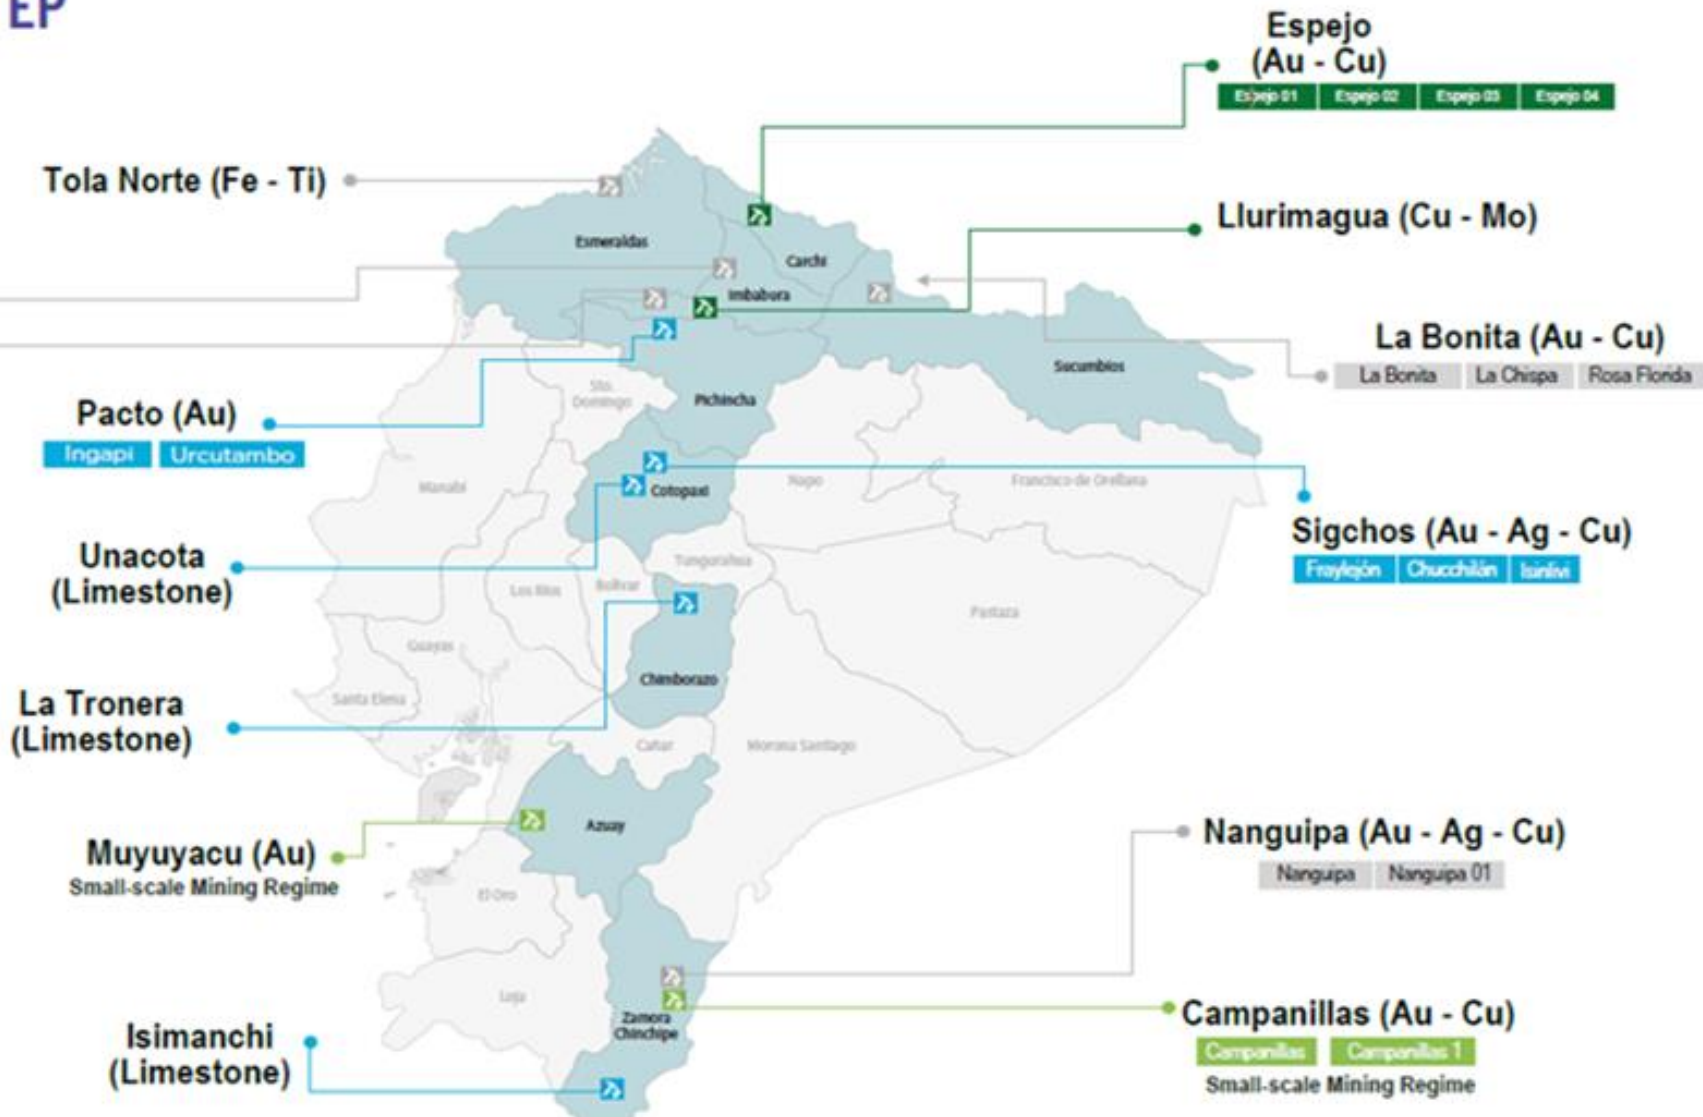 EP
Espejo
(Au - Cu)
Espejo 01 Espejo 02 Espejo 03 Espejo 04
Tola Norte (Fe - Ti)
Llurimagua (Cu - Mo)
Esmeraldas
Carchi
Imbabura
La Bonita (Au - Cu)
La Bonita La Chispa Rosa Florida
Sucumbios
Sto.
Domingo
Pichincha
Pacto (Au)
Ingapi Urcutambo
Manabi
Cotopaxi
Napo
Francisco de Orellana
Sigchos (Au - Ag - Cu)
Fraylejón Chucchilán Isinlivi
Unacota
(Limestone)
Tungurahua
Los Rios
Bolivar
Pastaza
Guayas
Chimborazo
Santa Elena
La Tronera
(Limestone)
Cañar
Morona Santiago
Azuay
Muyuyacu (Au)
Small-scale Mining Regime
Nanguipa (Au - Ag - Cu)
Nanguipa Nanguipa 01
El Oro
Loja
Zamora
Chinchipe
Campanillas (Au - Cu)
Campanillas Campanillas 1
Small-scale Mining Regime
Isimanchi
(Limestone)